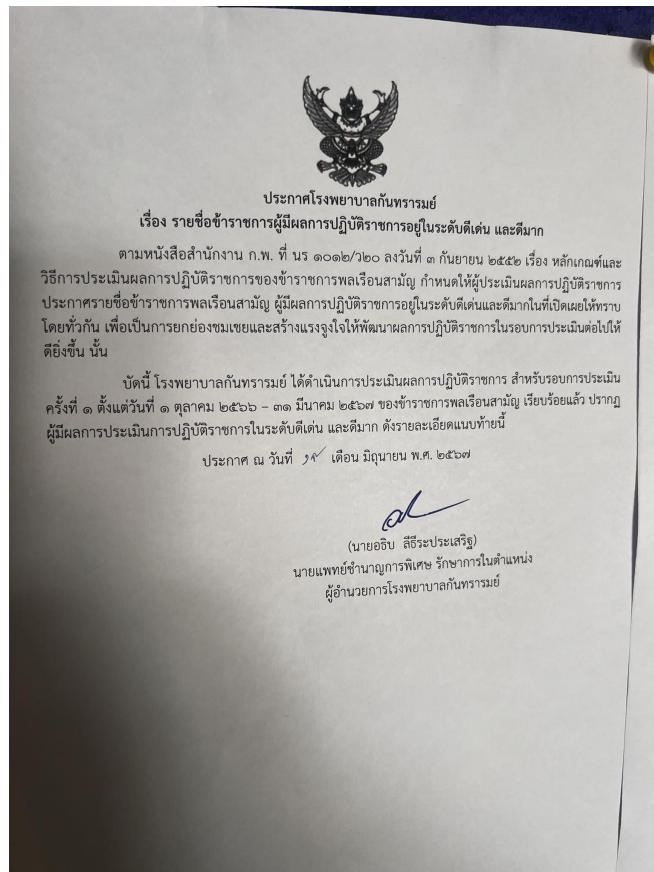 ประกาศโรงพยาบาลกันทรารมย์
เรื่อง รายชื่อข้าราชการผู้มีผลการปฏิบัติราชการอยู่ในระดับดีเด่น และดีมาก
ตามหนังสือสำนักงาน ก.พ. ที่ นร ๑๐๑๒/ว๒๐ ลงวันที่ ๓ กันยายน ๒๕๕๒ เรื่อง หลักเกณฑ์และ
วิธีการประเมินผลการปฏิบัติราชการของข้าราชการพลเรือนสามัญ กำหนดให้ผู้ประเมินผลการปฏิบัติราชการ
ประกาศรายชื่อข้าราชการพลเรือนสามัญ ผู้มีผลการปฏิบัติราชการอยู่ในระดับดีเด่นและดีมากในที่เปิดเผยให้ทราบ
โดยทั่วกัน เพื่อเป็นการยกย่องชมเชยและสร้างแรงจูงใจให้พัฒนาผลการปฏิบัติราชการในรอบการประเมินต่อไปให้
ดียิ่งขึ้น นั้น
บัดนี้ โรงพยาบาลกันทรารมย์ ได้ดำเนินการประเมินผลการปฏิบัติราชการ สำหรับรอบการประเมิน
ครั้งที่ ๑ ตั้งแต่วันที่ ๑ ตุลาคม ๒๕๖๖ – ๓๑ มีนาคม ๒๕๖๗ ของข้าราชการพลเรือนสามัญ เรียบร้อยแล้ว ปรากฏ
ผู้มีผลการประเมินการปฏิบัติราชการในระดับดีเด่น และดีมาก ดังรายละเอียดแนบท้ายนี้
ประกาศ ณ วันที่ เดือน มิถุนายน พ.ศ. ๒๕๖๗
(นายอธิบ ลีธีระประเสริฐ)
นายแพทย์ชำนาญการพิเศษ รักษาการในตำแหน่ง
ผู้อำนวยการโรงพยาบาลกันทรารมย์